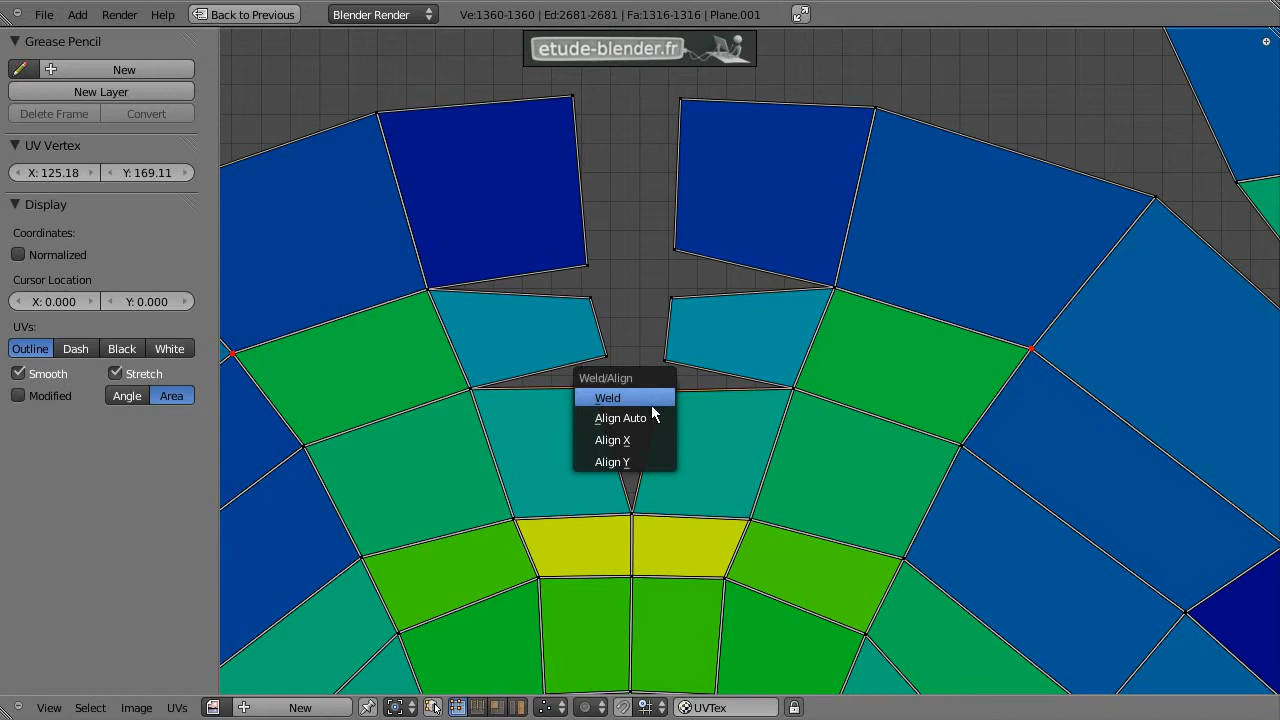 File Add Render Help Back to Previous Blender Render Ve:1360-1360 | Ed:2681-2681 | Fa:1316-1316 | Plane.001
etude-blender.fr
Grease Pencil
New
New Layer
Delete Frame Convert
UV Vertex
X: 125.18 Y: 169.11
Display
Coordinates:
Normalized
Cursor Location
X: 0.000 Y: 0.000
UVs:
Outline Dash Black White
Smooth Stretch
Modified Angle Area
Weld/Align
Weld
Align Auto
Align X
Align Y
View Select Image UVs New UVTex